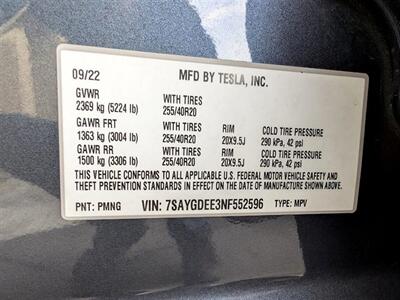 09/22 MFD BY TESLA, INC.
GVWR WITH TIRES
2369 kg (5224 lb) 255/40R20
GAWR FRT WITH TIRES RIM COLD TIRE PRESSURE
1363 kg (3004 lb) 255/40R20 20X9.5J 290 kPa, 42 psi
GAWR RR WITH TIRES RIM COLD TIRE PRESSURE
1500 kg (3306 lb) 255/40R20 20X9.5J 290 kPa, 42 psi
THIS VEHICLE CONFORMS TO ALL APPLICABLE U.S. FEDERAL MOTOR VEHICLE SAFETY AND
THEFT PREVENTION STANDARDS IN EFFECT ON THE DATE OF MANUFACTURE SHOWN ABOVE.
PNT: PMNG VIN: 7SAYGDEE3NF552596 TYPE: MPV